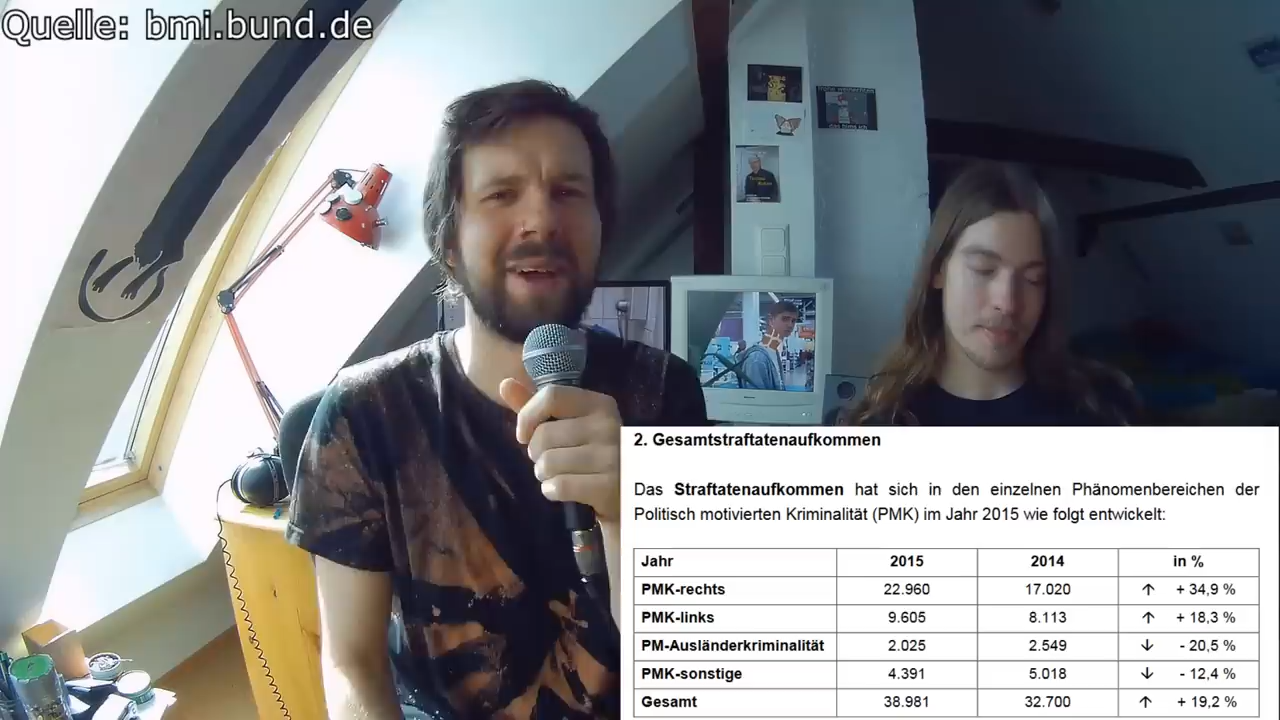 Quelle: bmi.bund.de
2. Gesamtstraftatenaufkommen
Das Straftatenaufkommen hat sich in den einzelnen Phänomenbereichen der
Politisch motivierten Kriminalität (PMK) im Jahr 2015 wie folgt entwickelt:
Jahr 2015 2014 in %
PMK-rechts 22.960 17.020 ↑ + 34,9 %
PMK-links 9.605 8.113 ↑ + 18,3 %
PM-Ausländerkriminalität 2.025 2.549 ↓ - 20,5 %
PMK-sonstige 4.391 5.018 ↓ - 12,4 %
Gesamt 38.981 32.700 ↑ + 19,2 %